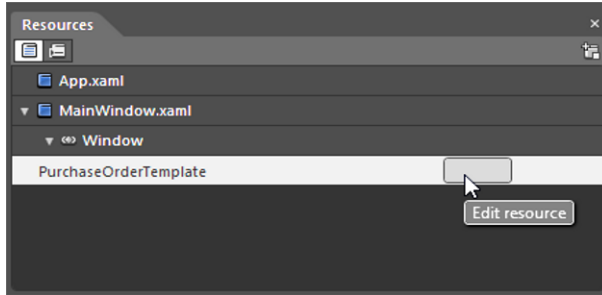 Resources
App.xaml
MainWindow.xaml
Window
PurchaseOrderTemplate
Edit resource